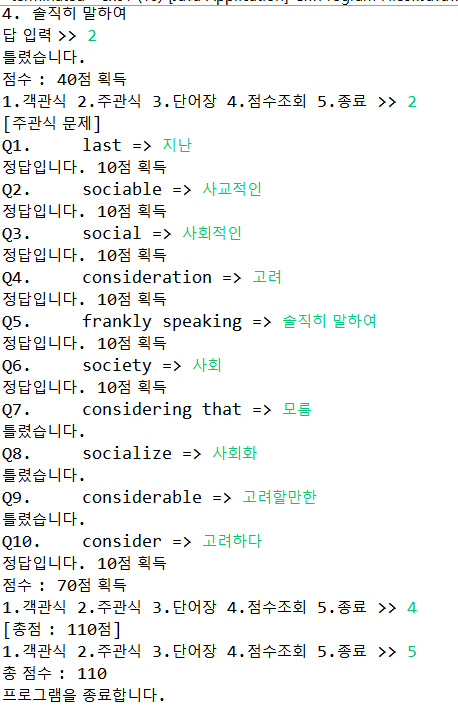 4. 솔직히 말하여
답 입력 >> 2
틀렸습니다.
점수 : 40점 획득
1.객관식 2.주관식 3.단어장 4.점수조회 5.종료 >> 2
[주관식 문제]
Q1. last => 지난
정답입니다. 10점 획득
Q2. sociable => 사교적인
정답입니다. 10점 획득
Q3. social => 사회적인
정답입니다. 10점 획득
Q4. consideration => 고려
정답입니다. 10점 획득
Q5. frankly speaking => 솔직히 말하여
정답입니다. 10점 획득
Q6. society => 사회
정답입니다. 10점 획득
Q7. considering that => 모름
틀렸습니다.
Q8. socialize => 사회화
틀렸습니다.
Q9. considerable => 고려할만한
틀렸습니다.
Q10. consider => 고려하다
정답입니다. 10점 획득
점수 : 70점 획득
1.객관식 2.주관식 3.단어장 4.점수조회 5.종료 >> 4
[총점 : 110점]
1.객관식 2.주관식 3.단어장 4.점수조회 5.종료 >> 5
총 점수 : 110
프로그램을 종료합니다.